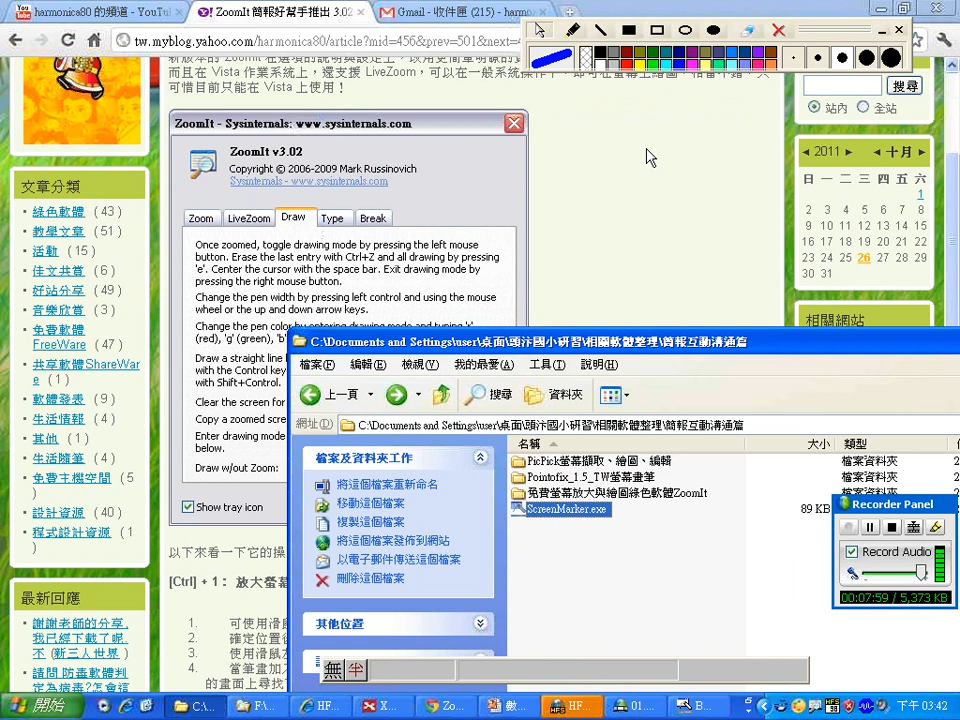 harmonica80 的頻道 - YouTu
ZoomIt 簡報好幫手推出 3.02
Gmail - 收件匣 (215) - harmo
tw.myblog.yahoo.com/harmonica80/article?mid=456&prev=501&next=4
而且在 Vista 作業系統上，還支援 LiveZoom，可以在一般系統操作下，即可在螢幕上繪圖，相當不錯，只
可惜目前只能在 Vista 上使用！
搜尋
站內
全站
2011
十月
日 一 二 三 四 五 六
1
2 3 4 5 6 7 8
9 10 11 12 13 14 15
16 17 18 19 20 21 22
23 24 25 26 27 28 29
30 31
相關網站
文章分類
綠色軟體 ( 43 )
教學文章 ( 51 )
活動 ( 15 )
佳文共賞 ( 6 )
好站分享 ( 49 )
音樂欣賞 ( 3 )
免費軟體
FreeWare ( 47 )
共享軟體ShareWar
e ( 1 )
軟體發表 ( 9 )
生活情報 ( 4 )
其他 ( 1 )
生活隨筆 ( 4 )
免費主機空間 ( 5
)
設計資源 ( 40 )
程式設計資源 ( 1
)
最新回應
謝謝老師的分享,
我已經下載了呢,
不 (新三人世界 )
請問 防毒軟體判
定為病毒?怎會這
ZoomIt - Sysinternals: www.sysinternals.com
ZoomIt v3.02
Copyright © 2006-2009 Mark Russinovich
Sysinternals - www.sysinternals.com
Zoom
LiveZoom
Draw
Type
Break
Once zoomed, toggle drawing mode by pressing the left mouse
button. Erase the last entry with Ctrl+Z and all drawing by pressing
'e'. Center the cursor with the space bar. Exit drawing mode by
pressing the right mouse button.
Change the pen width by pressing left control and using the mouse
wheel or the up and down arrow keys.
Change the pen color by entering drawing mode and typing 'r'
(red), 'g' (green), 'b'
Draw a straight line
with the Control key
with Shift+Control.
Clear the screen for
Copy a zoomed scre
Enter drawing mode
below.
Draw w/out Zoom:
Show tray icon
以下來看一下它的操
[Ctrl] + 1： 放大螢幕
1. 可使用滑鼠
2. 確定位置後
3. 使用滑鼠左
4. 當筆畫加入
的畫面上尋找
C:\Documents and Settings\user\桌面\頭汴國小研習\相關軟體整理\簡報互動溝通篇
檔案(F) 編輯(E) 檢視(V) 我的最愛(A) 工具(T) 說明(H)
上一頁
搜尋
資料夾
網址(D)
C:\Documents and Settings\user\桌面\頭汴國小研習\相關軟體整理\簡報互動溝通篇
檔案及資料夾工作
將這個檔案重新命名
移動這個檔案
複製這個檔案
將這個檔案發佈到網站
以電子郵件傳送這個檔案
刪除這個檔案
其他位置
名稱
大小
類型
PicPick螢幕擷取、繪圖、編輯
檔案資料夾
Pointofix_1.5_TW螢幕畫筆
檔案資料夾
免費螢幕放大與繪圖綠色軟體ZoomIt
檔案資料夾
ScreenMarker.exe
89 KB
Recorder Panel
Record Audio
00:07:59 / 5,373 KB
無
半
開始
C:\...
F:\...
HF...
X...
Zo...
數...
HF...
01....
B...
HFS
98
下午 03:42